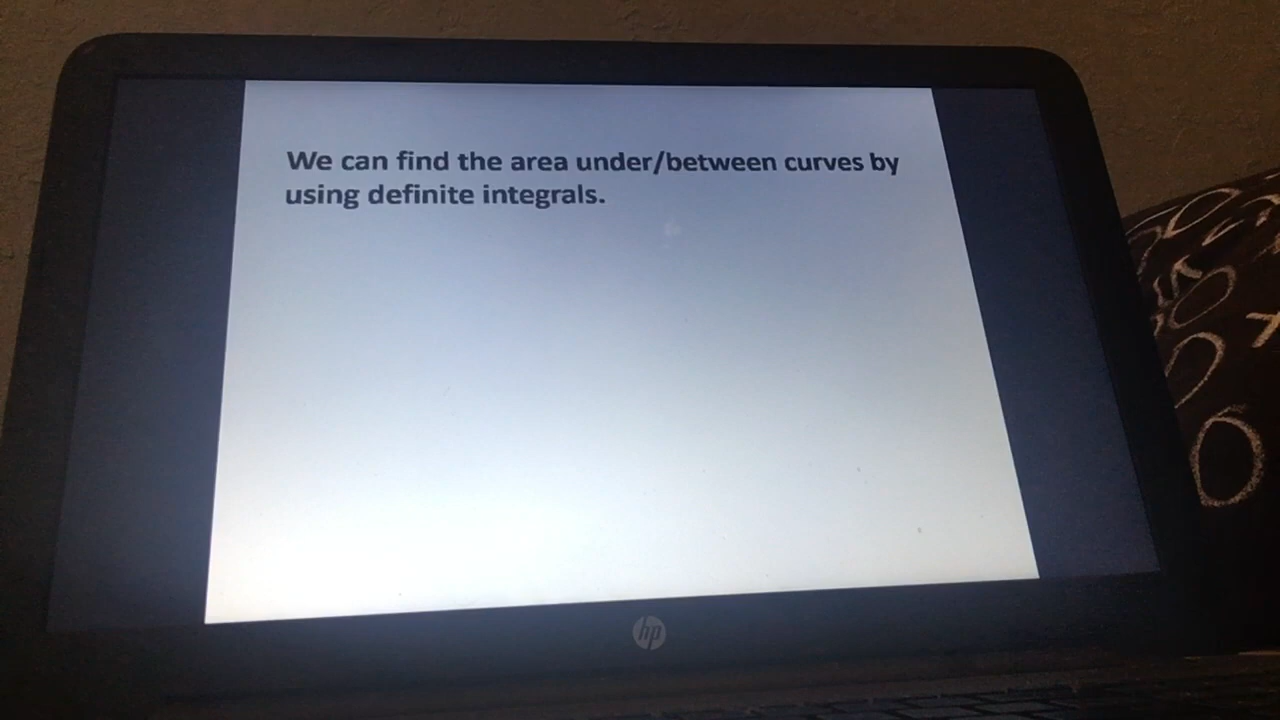 We can find the area under/between curves by
using definite integrals.
hp